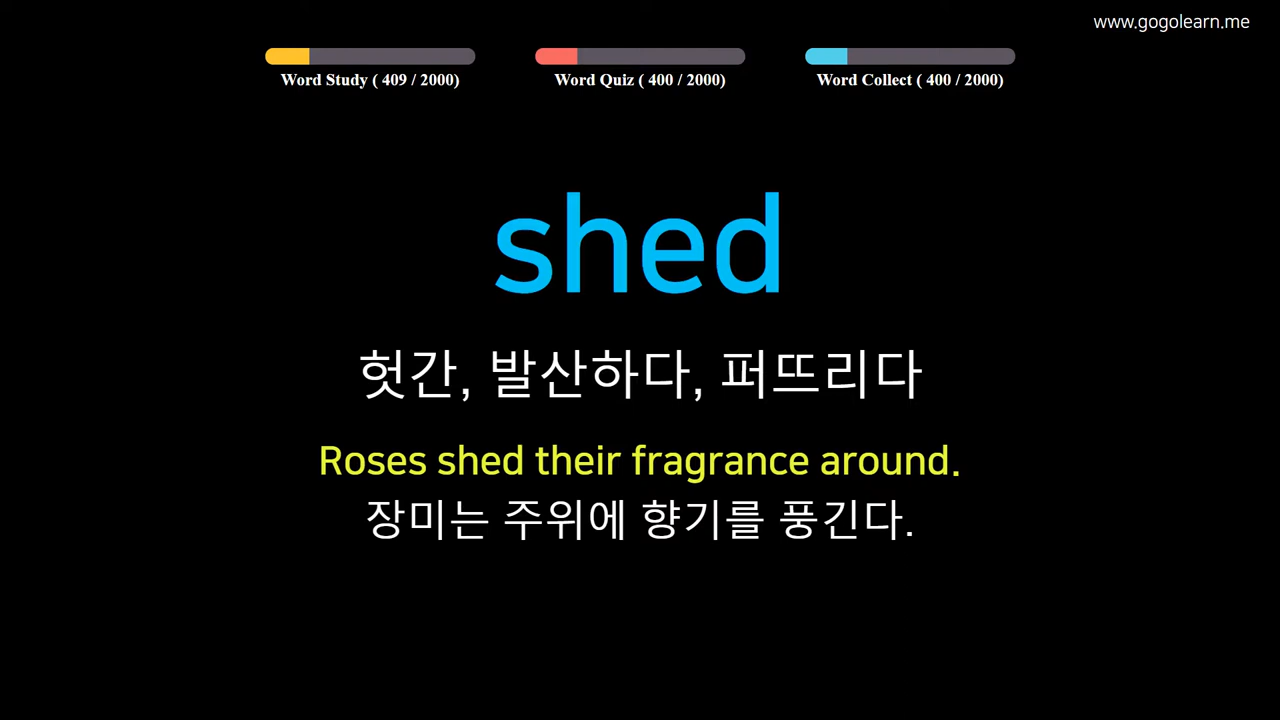 www.gogolearn.me
Word Study ( 409 / 2000)
Word Quiz ( 400 / 2000)
Word Collect ( 400 / 2000)
shed
헛간, 발산하다, 퍼뜨리다
Roses shed their fragrance around.
장미는 주위에 향기를 풍긴다.